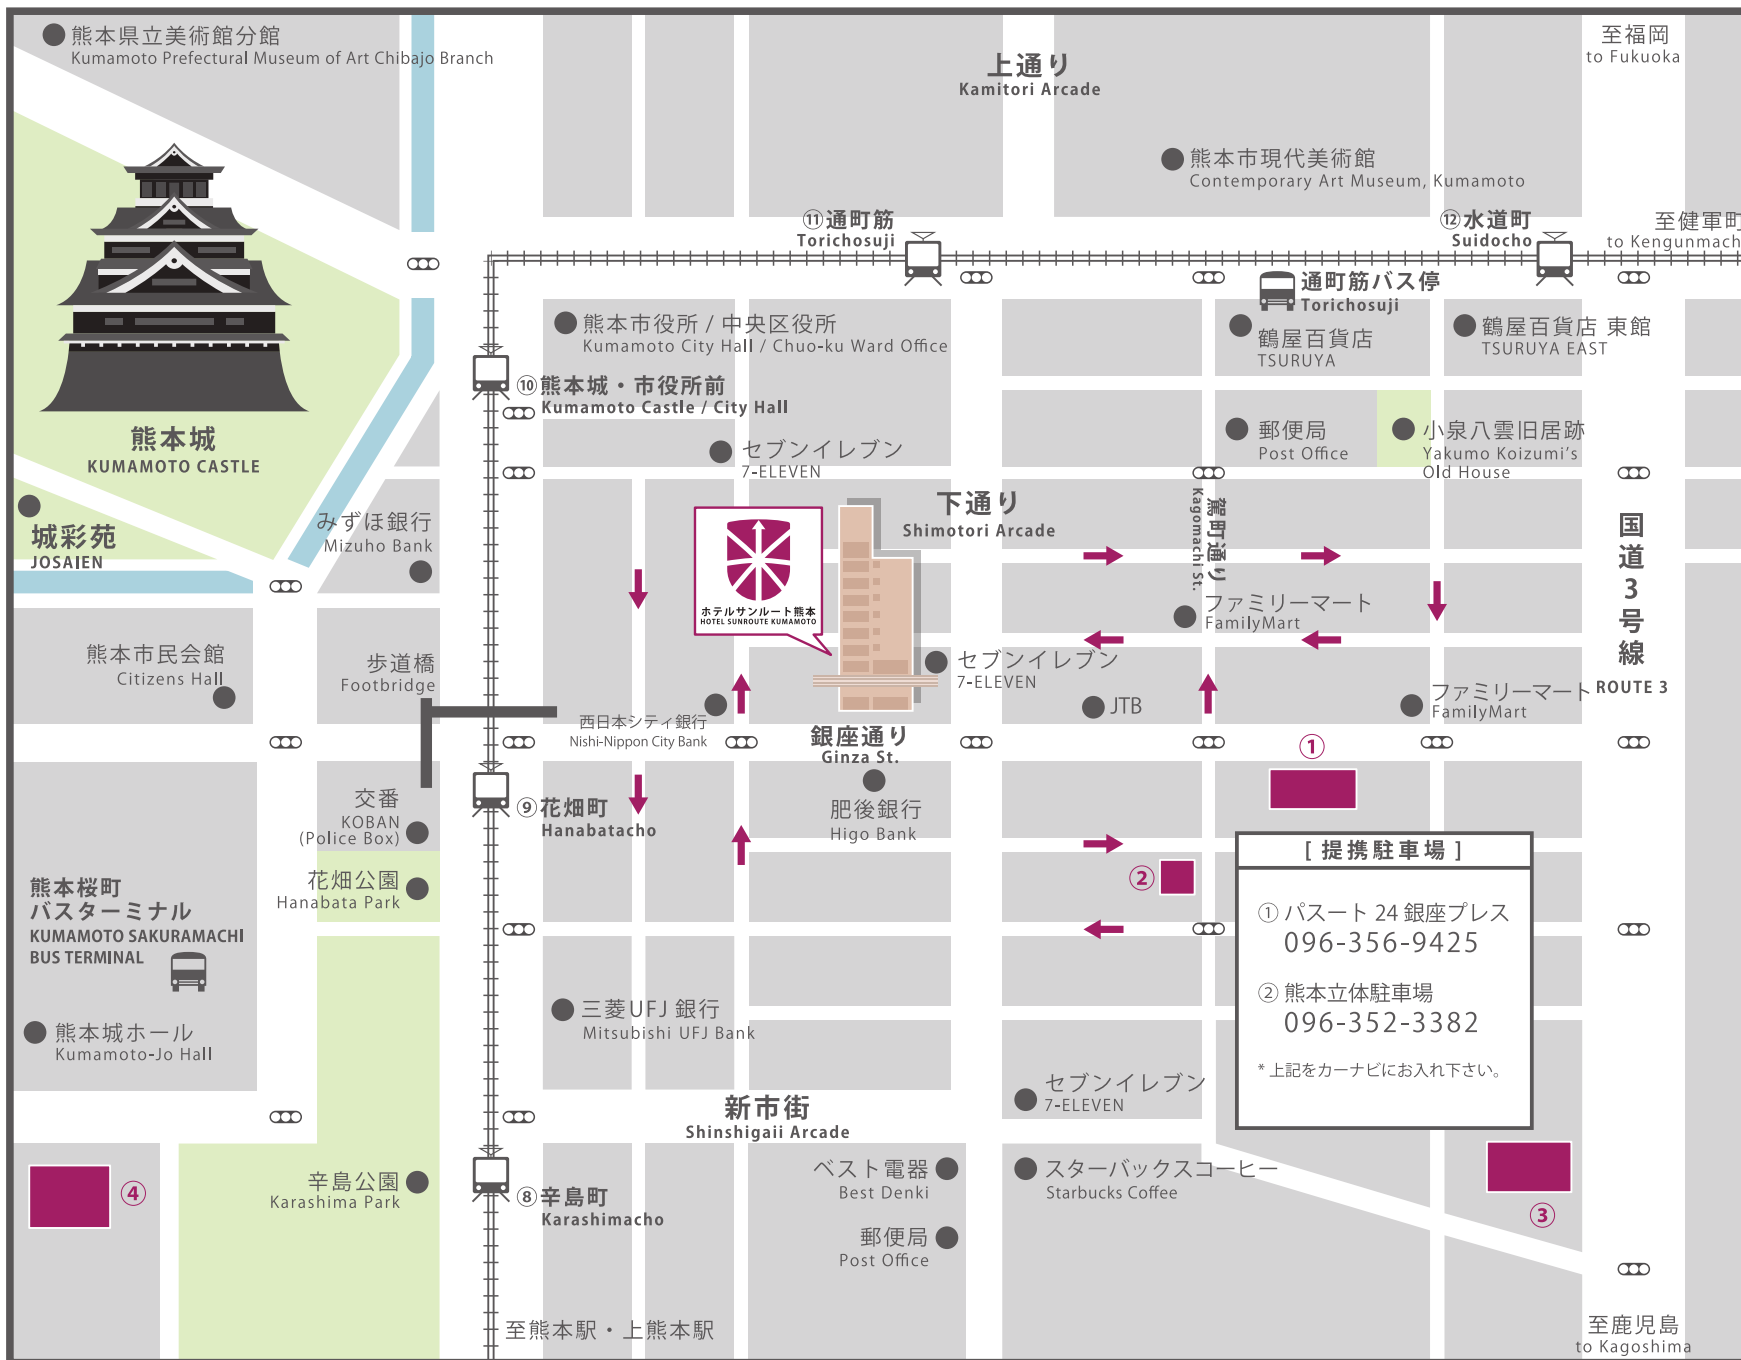 熊本県立美術館分館
Kumamoto Prefectural Museum of Art Chibajo Branch
上通り
Kamitori Arcade
至福岡
to Fukuoka
熊本市現代美術館
Contemporary Art Museum, Kumamoto
⑪通町筋
Torichosuji
⑫水道町
Suidocho
至健軍町
to Kengunmach
通町筋バス停
Torichosuji
熊本市役所 / 中央区役所
Kumamoto City Hall / Chuo-ku Ward Office
鶴屋百貨店
TSURUYA
鶴屋百貨店 東館
TSURUYA EAST
⑩熊本城・市役所前
Kumamoto Castle / City Hall
熊本城
KUMAMOTO CASTLE
セブンイレブン
7-ELEVEN
郵便局
Post Office
小泉八雲旧居跡
Yakumo Koizumi's
Old House
城彩苑
JOSAIEN
みずほ銀行
Mizuho Bank
下通り
Shimotori Arcade
駕町通り
Kagomachi St.
国道3号線
ROUTE 3
ホテルサンルート熊本
HOTEL SUNROUTE KUMAMOTO
ファミリーマート
FamilyMart
熊本市民会館
Citizens Hall
歩道橋
Footbridge
セブンイレブン
7-ELEVEN
西日本シティ銀行
Nishi-Nippon City Bank
JTB
ファミリーマート
FamilyMart
銀座通り
Ginza St.
①
肥後銀行
Higo Bank
交番
KOBAN
(Police Box)
⑨花畑町
Hanabatacho
花畑公園
Hanabata Park
②
熊本桜町
バスターミナル
KUMAMOTO SAKURAMACHI
BUS TERMINAL
[ 提携駐車場 ]
① パスート 24 銀座プレス
096-356-9425
② 熊本立体駐車場
096-352-3382
* 上記をカーナビにお入れ下さい。
熊本城ホール
Kumamoto-Jo Hall
三菱UFJ 銀行
Mitsubishi UFJ Bank
セブンイレブン
7-ELEVEN
新市街
Shinshigaii Arcade
④
辛島公園
Karashima Park
⑧辛島町
Karashimacho
ベスト電器
Best Denki
スターバックスコーヒー
Starbucks Coffee
③
郵便局
Post Office
至熊本駅・上熊本駅
至鹿児島
to Kagoshima